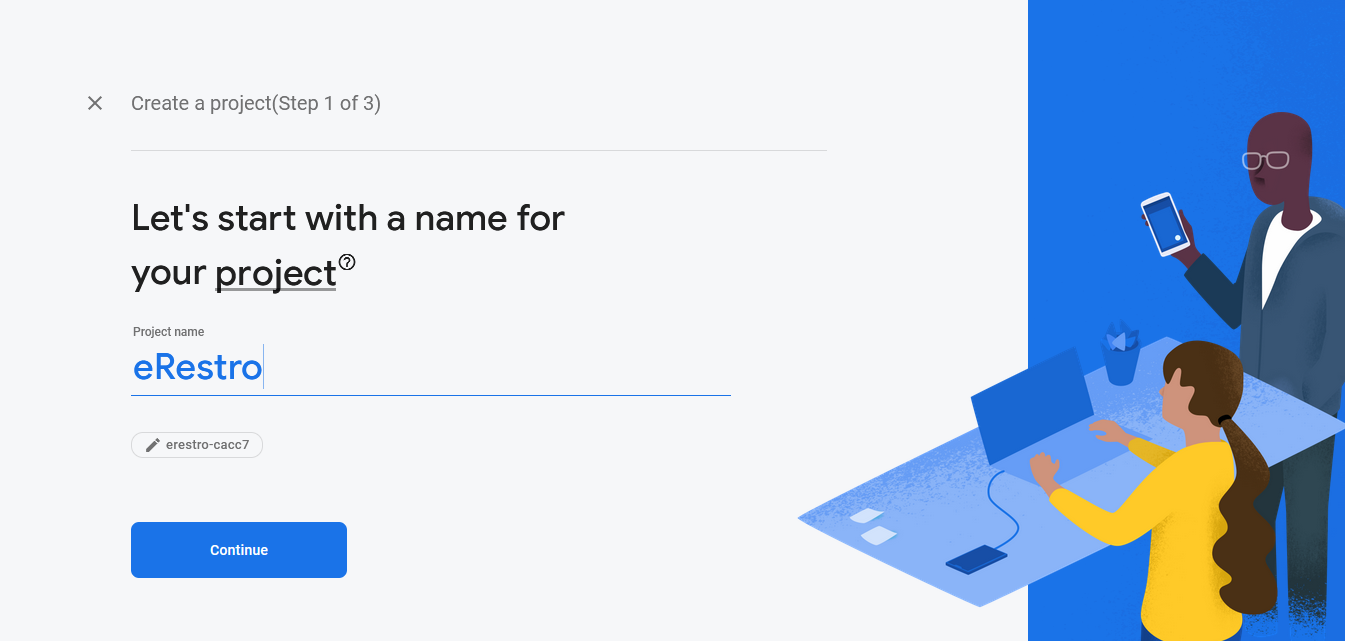 Create a project(Step 1 of 3)
Let's start with a name for
your project
Project name
eRestro
erestro-cacc7
Continue